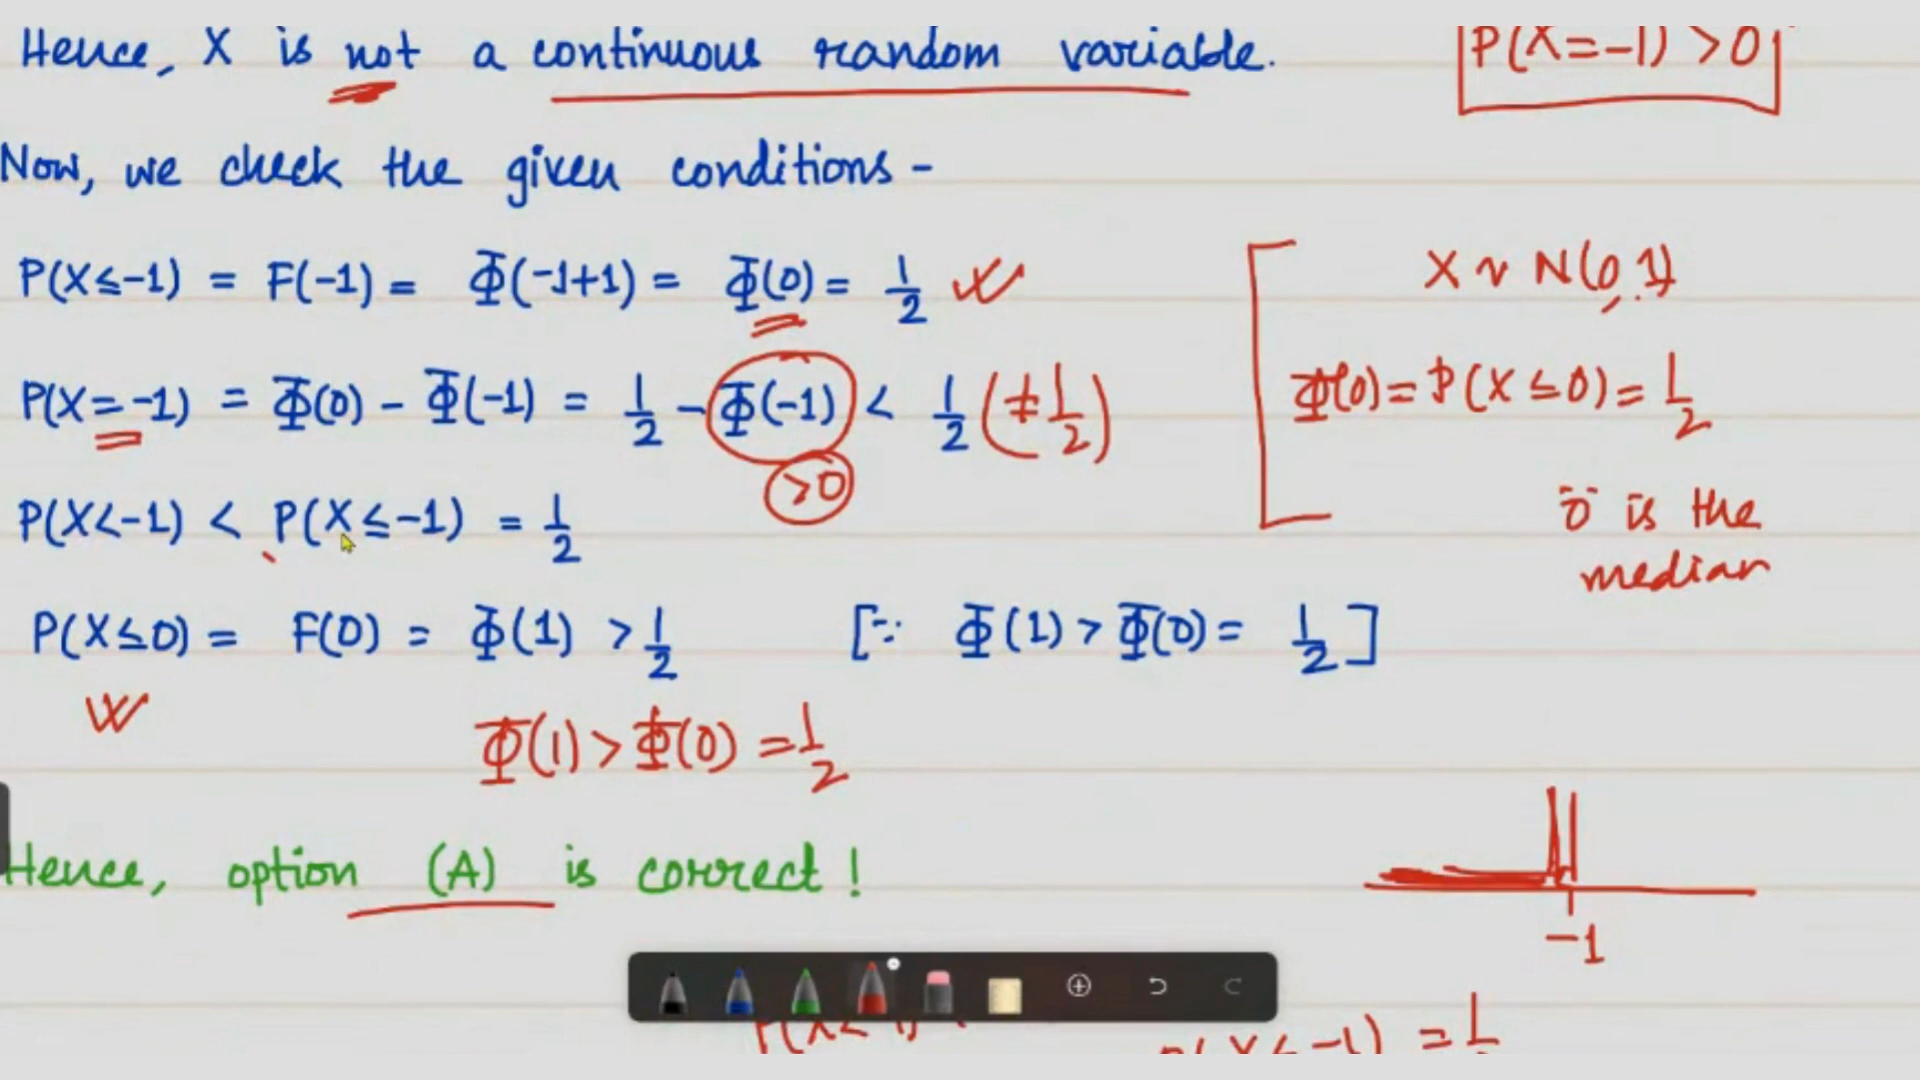 Hence, X is not a continuous random variable.
P(X=-1) >0
Now, we check the given conditions -
P(X≤-1) = F(-1) = Φ(-1+1) = Φ(0) = 1/2
P(X=-1) = Φ(0) - Φ(-1) = 1/2 - Φ(-1) < 1/2 (≠ 1/2)
>0
P(X<-1) < P(X≤-1) = 1/2
P(X≤0) = F(0) = Φ(1) > 1/2 [∵ Φ(1) > Φ(0) = 1/2]
Φ(1) > Φ(0) = 1/2
X ~ N(0,1)
Φ(0) = P(X≤0) = 1/2
"0" is the
median
Hence, option (A) is correct!
-1